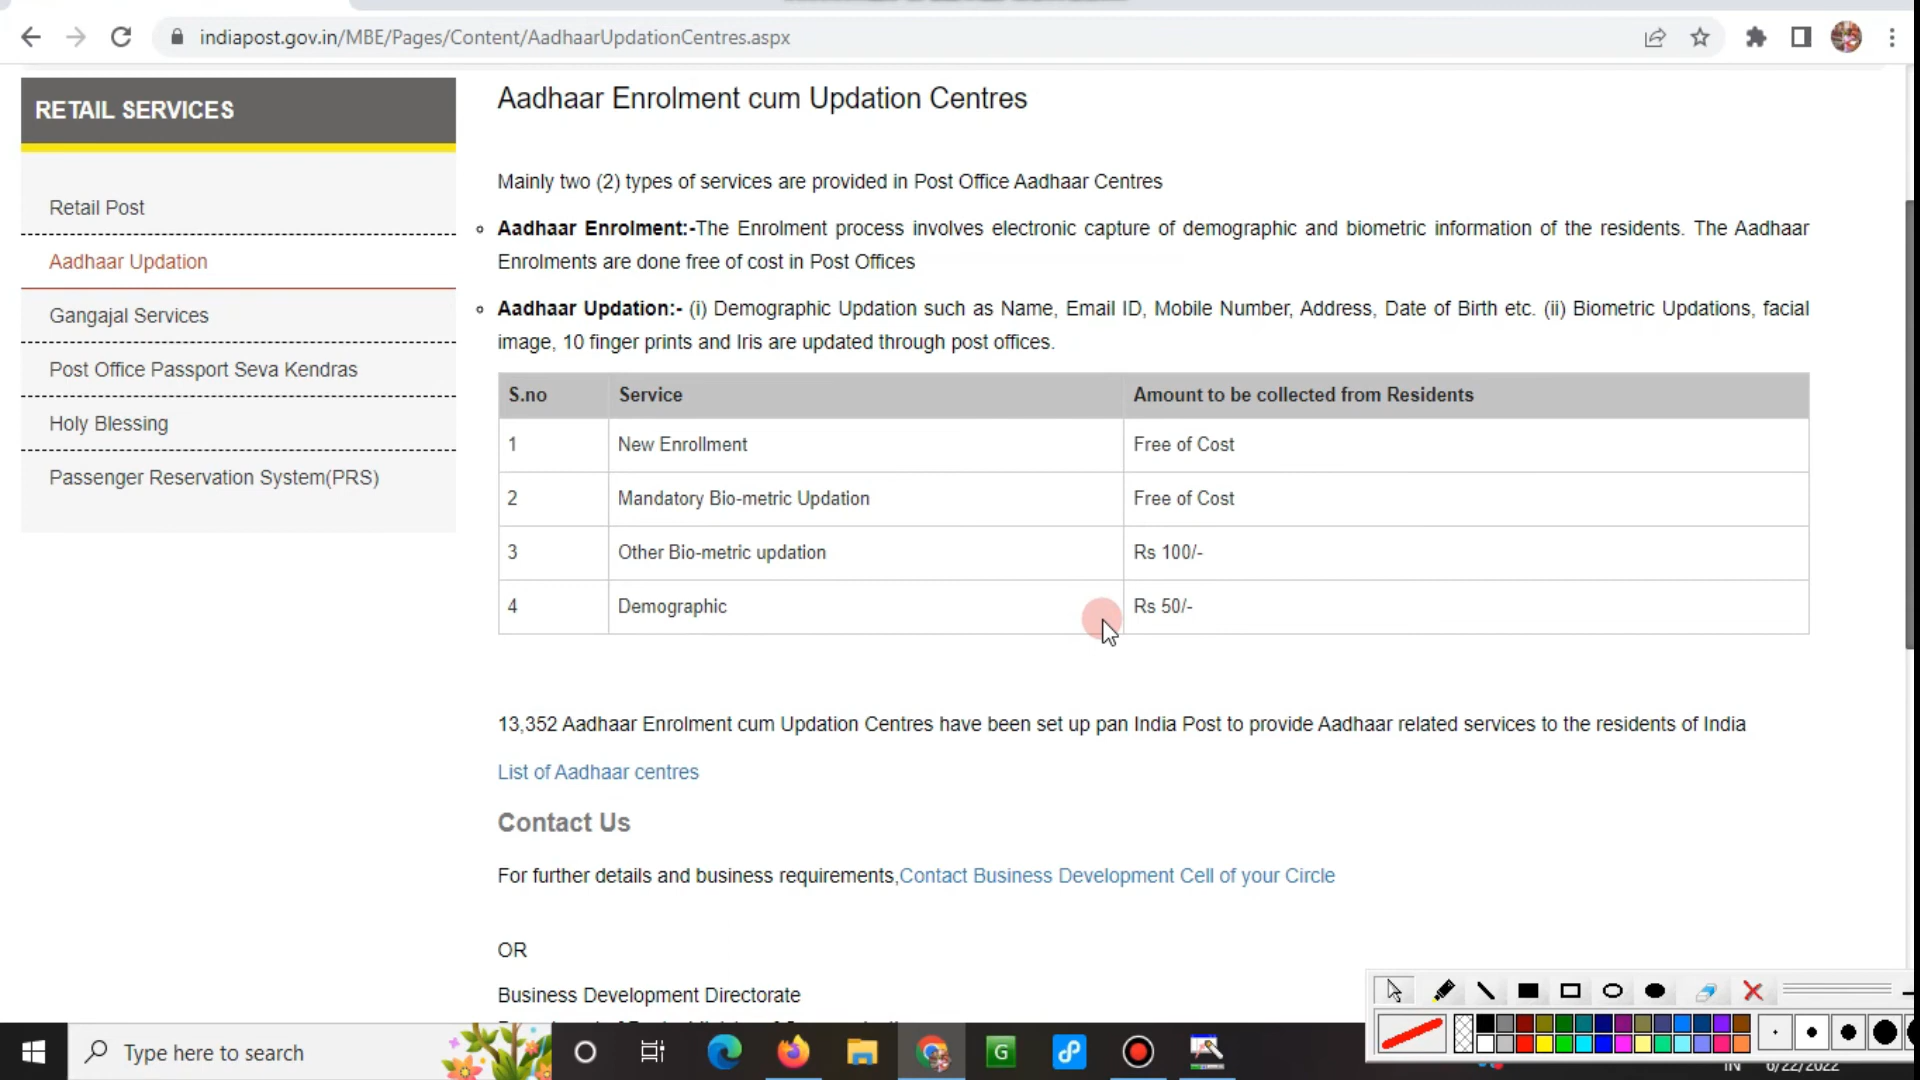 indiapost.gov.in/MBE/Pages/Content/AadhaarUpdationCentres.aspx
RETAIL SERVICES
Retail Post
Aadhaar Updation
Gangajal Services
Post Office Passport Seva Kendras
Holy Blessing
Passenger Reservation System(PRS)
Aadhaar Enrolment cum Updation Centres
Mainly two (2) types of services are provided in Post Office Aadhaar Centres
Aadhaar Enrolment:-The Enrolment process involves electronic capture of demographic and biometric information of the residents. The Aadhaar
Enrolments are done free of cost in Post Offices
Aadhaar Updation:- (i) Demographic Updation such as Name, Email ID, Mobile Number, Address, Date of Birth etc. (ii) Biometric Updations, facial
image, 10 finger prints and Iris are updated through post offices.
S.no Service Amount to be collected from Residents
1 New Enrollment Free of Cost
2 Mandatory Bio-metric Updation Free of Cost
3 Other Bio-metric updation Rs 100/-
4 Demographic Rs 50/-
13,352 Aadhaar Enrolment cum Updation Centres have been set up pan India Post to provide Aadhaar related services to the residents of India
List of Aadhaar centres
Contact Us
For further details and business requirements,Contact Business Development Cell of your Circle
OR
Business Development Directorate
Type here to search
G
IN 6/22/2022